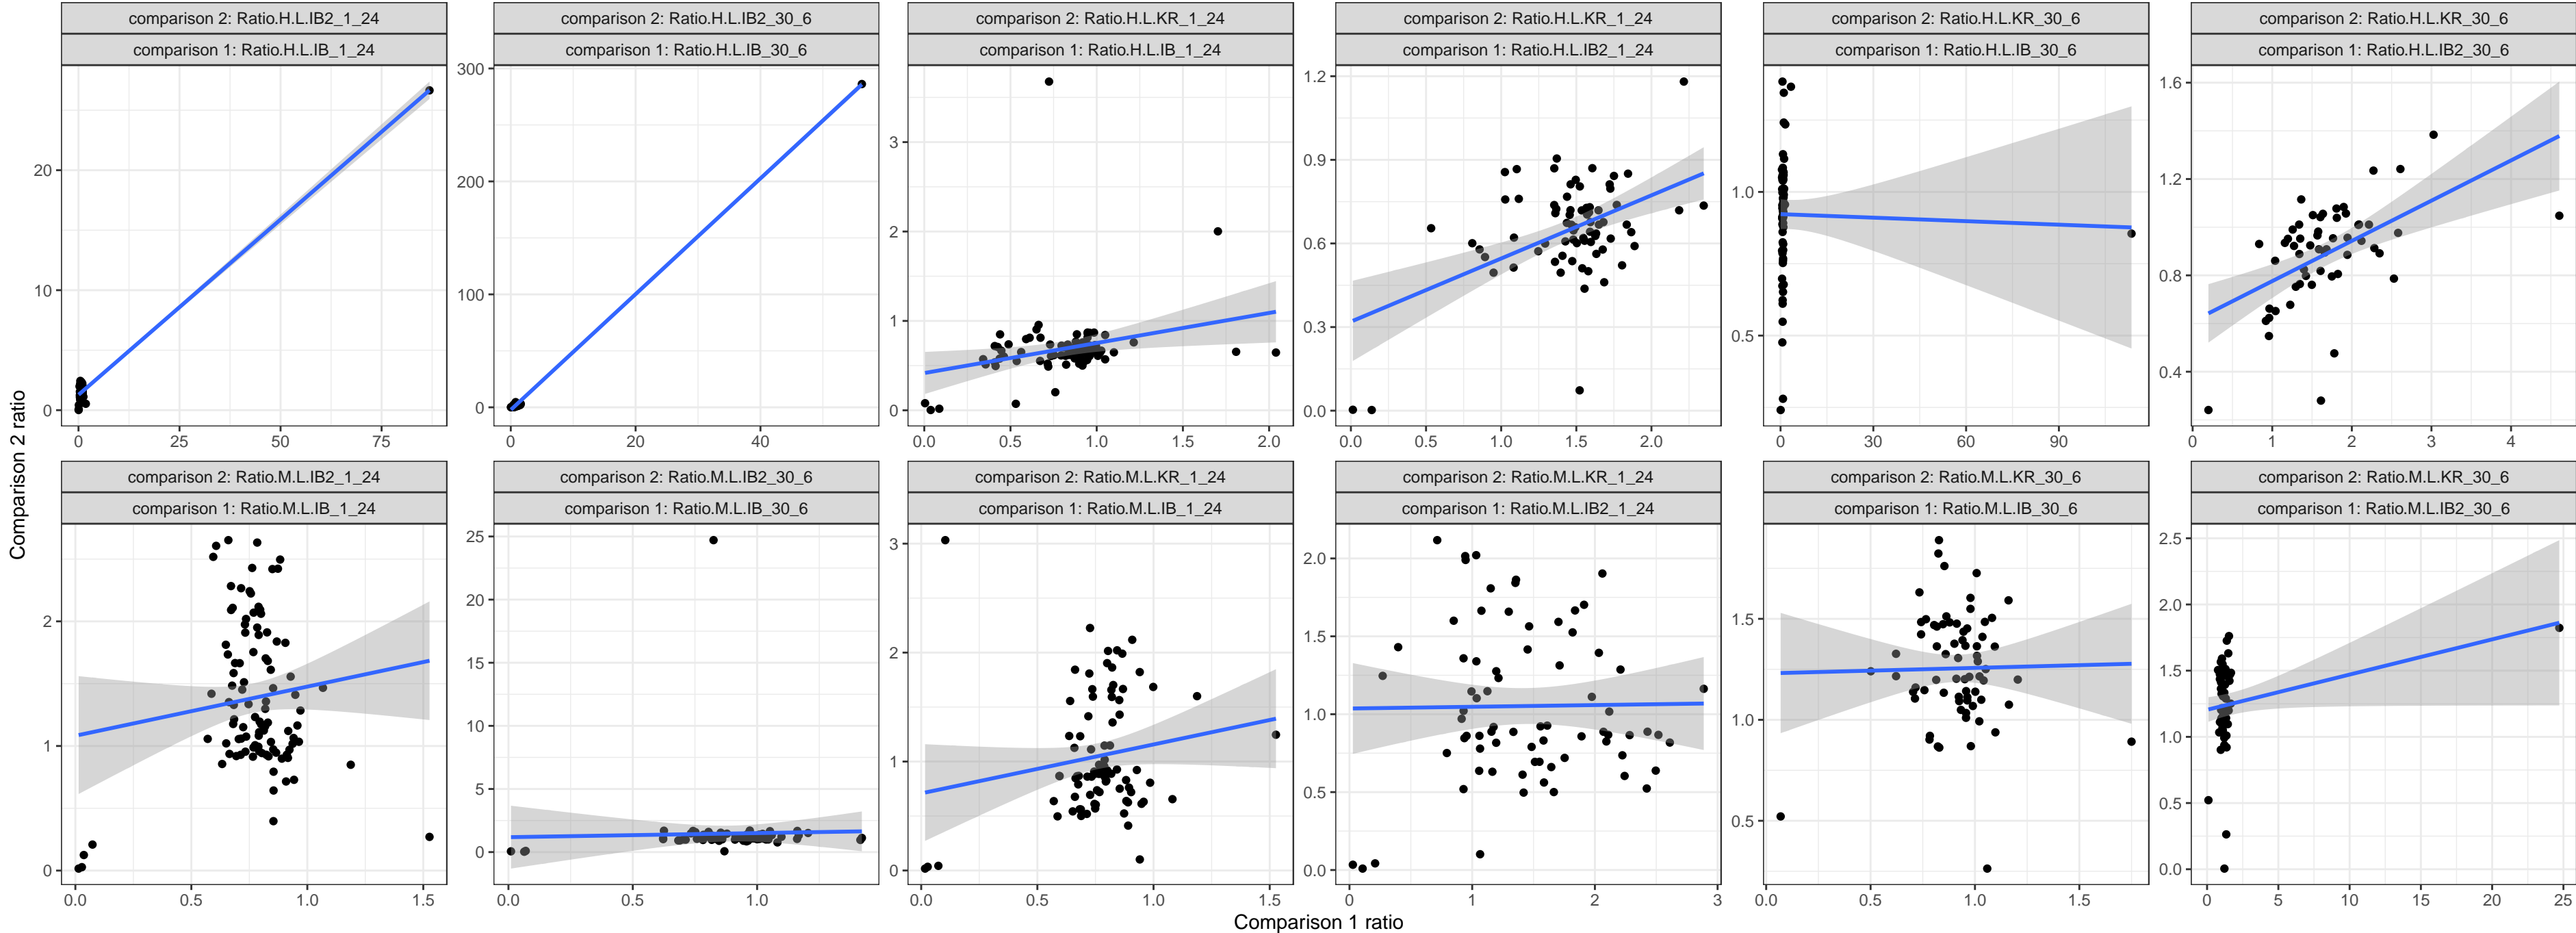 comparison 2: Ratio.H.L.IB2_1_24
comparison 1: Ratio.H.L.IB_1_24
20
10
0
0 25 50 75
comparison 2: Ratio.H.L.IB2_30_6
comparison 1: Ratio.H.L.IB_30_6
300
200
100
0
0 20 40
comparison 2: Ratio.H.L.KR_1_24
comparison 1: Ratio.H.L.IB_1_24
3
2
1
0
0.0 0.5 1.0 1.5 2.0
comparison 2: Ratio.H.L.KR_1_24
comparison 1: Ratio.H.L.IB2_1_24
1.2
0.9
0.6
0.3
0.0
0.0 0.5 1.0 1.5 2.0
comparison 2: Ratio.H.L.KR_30_6
comparison 1: Ratio.H.L.IB_30_6
1.0
0.5
0 30 60 90
comparison 2: Ratio.H.L.KR_30_6
comparison 1: Ratio.H.L.IB2_30_6
1.6
1.2
0.8
0.4
0 1 2 3 4
comparison 2: Ratio.M.L.IB2_1_24
comparison 1: Ratio.M.L.IB_1_24
2
1
0
0.0 0.5 1.0 1.5
comparison 2: Ratio.M.L.IB2_30_6
comparison 1: Ratio.M.L.IB_30_6
25
20
15
10
5
0
0.0 0.5 1.0
comparison 2: Ratio.M.L.KR_1_24
comparison 1: Ratio.M.L.IB_1_24
3
2
1
0
0.0 0.5 1.0 1.5
comparison 2: Ratio.M.L.KR_1_24
comparison 1: Ratio.M.L.IB2_1_24
2.0
1.5
1.0
0.5
0.0
0 1 2 3
comparison 2: Ratio.M.L.KR_30_6
comparison 1: Ratio.M.L.IB_30_6
1.5
1.0
0.5
0.0 0.5 1.0 1.5
comparison 2: Ratio.M.L.KR_30_6
comparison 1: Ratio.M.L.IB2_30_6
2.5
2.0
1.5
1.0
0.5
0.0
0 5 10 15 20 25
Comparison 2 ratio
Comparison 1 ratio